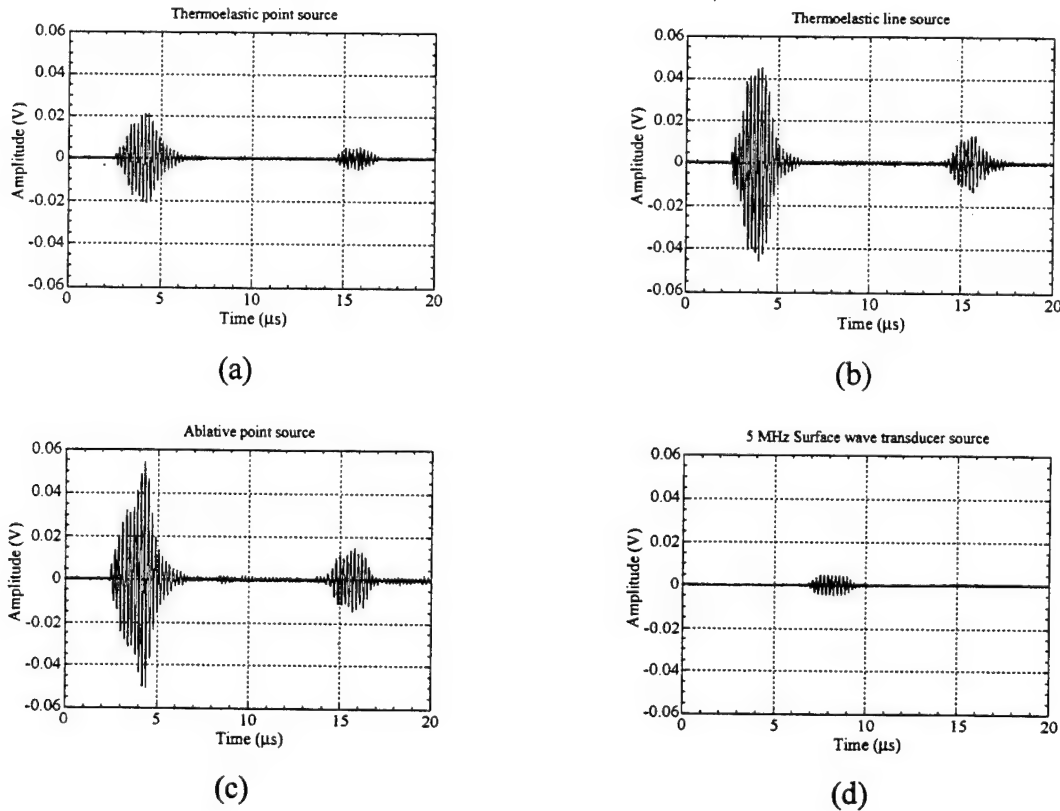 Thermoelastic point source
0.06
0.04
0.02
0
-0.02
-0.04
-0.06
Amplitude (V)
0 5 10 15 20
Time (μs)
(a)
Thermoelastic line source
0.06
0.04
0.02
0
-0.02
-0.04
-0.06
Amplitude (V)
0 5 10 15 20
Time (μs)
(b)
Ablative point source
0.06
0.04
0.02
0
-0.02
-0.04
-0.06
Amplitude (V)
0 5 10 15 20
Time (μs)
(c)
5 MHz Surface wave transducer source
0.06
0.04
0.02
0
-0.02
-0.04
-0.06
Amplitude (V)
0 5 10 15 20
Time (μs)
(d)